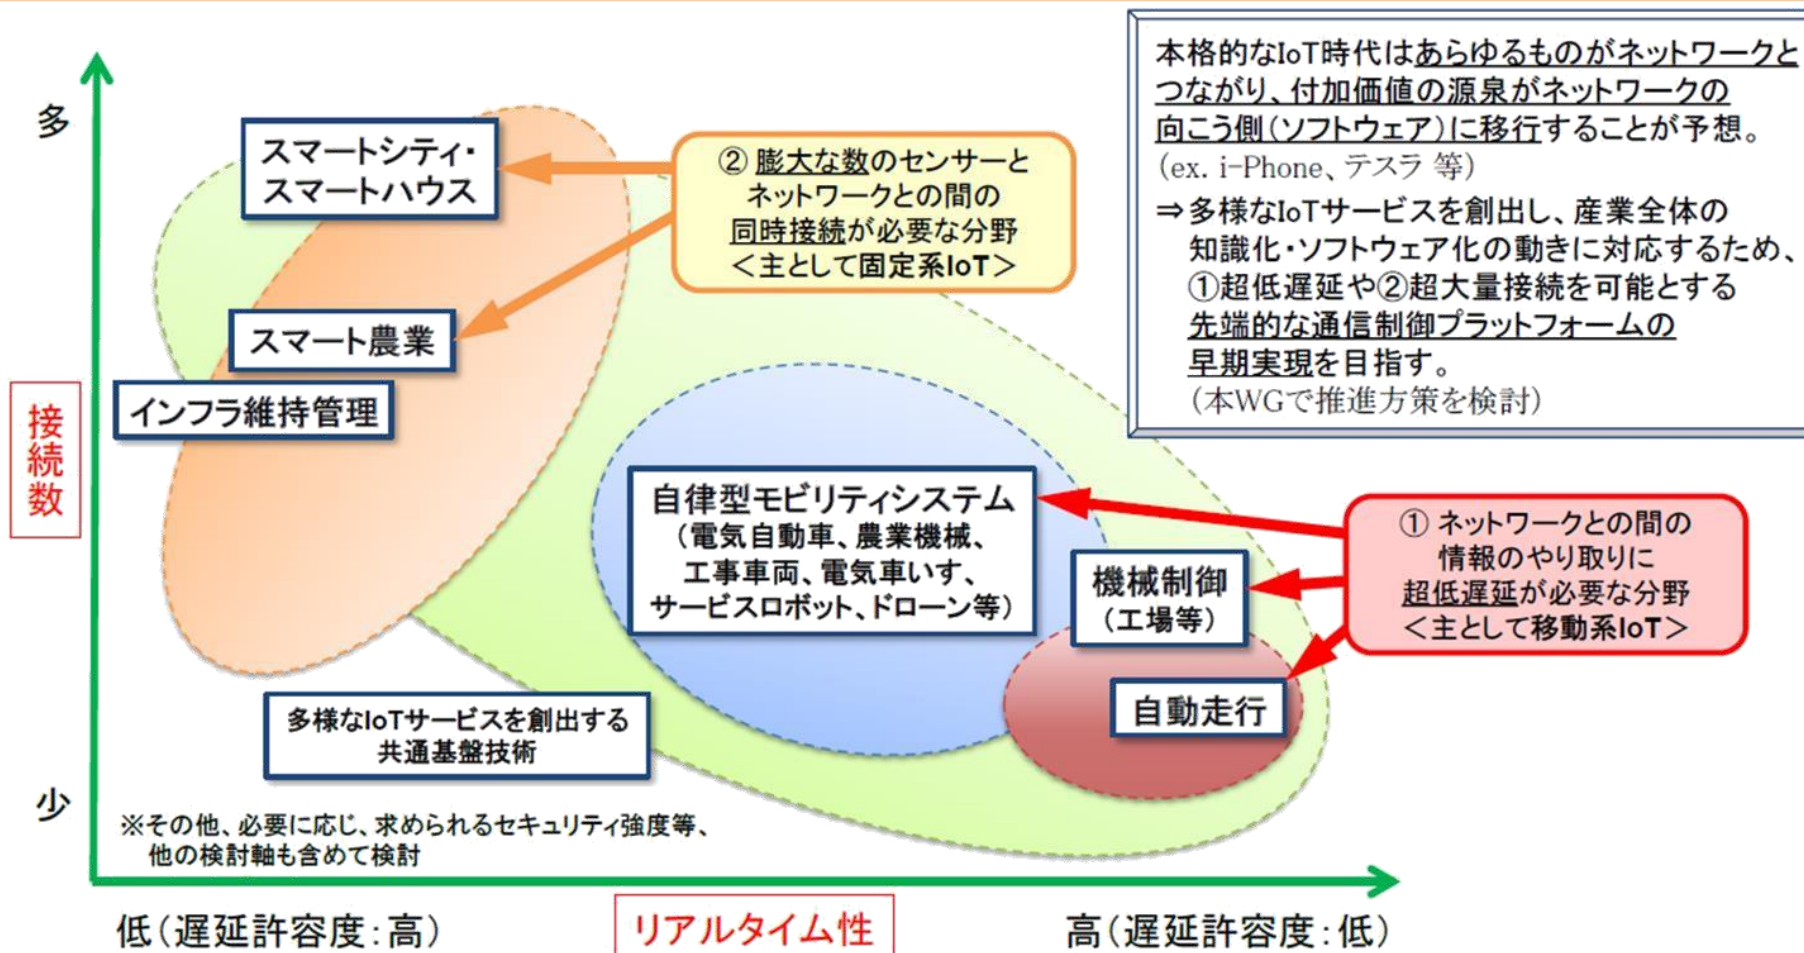 本格的なIoT時代はあらゆるものがネットワークと
つながり、付加価値の源泉がネットワークの
向こう側(ソフトウェア)に移行することが予想。
(ex. i-Phone、テスラ 等)
⇒多様なIoTサービスを創出し、産業全体の
知識化・ソフトウェア化の動きに対応するため、
①超低遅延や②超大量接続を可能とする
先端的な通信制御プラットフォームの
早期実現を目指す。
(本WGで推進方策を検討)
多
スマートシティ・
スマートハウス
② 膨大な数のセンサーと
ネットワークとの間の
同時接続が必要な分野
<主として固定系IoT>
スマート農業
インフラ維持管理
接続数
自律型モビリティシステム
(電気自動車、農業機械、
工事車両、電気車いす、
サービスロボット、ドローン等)
機械制御
(工場等)
① ネットワークとの間の
情報のやり取りに
超低遅延が必要な分野
<主として移動系IoT>
自動走行
多様なIoTサービスを創出する
共通基盤技術
少
※その他、必要に応じ、求められるセキュリティ強度等、
他の検討軸も含めて検討
低(遅延許容度:高)
リアルタイム性
高(遅延許容度:低)